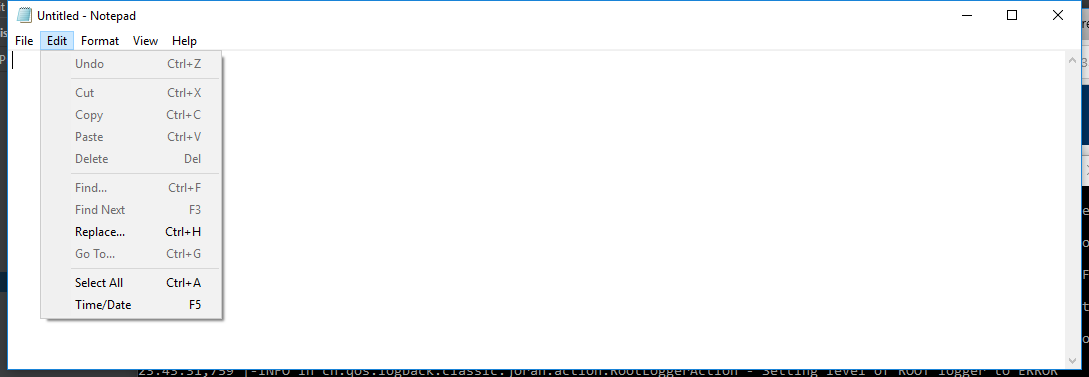 Untitled - Notepad
File Edit Format View Help
Undo Ctrl+Z
Cut Ctrl+X
Copy Ctrl+C
Paste Ctrl+V
Delete Del
Find... Ctrl+F
Find Next F3
Replace... Ctrl+H
Go To... Ctrl+G
Select All Ctrl+A
Time/Date F5
23:43:31,759 |-INFO in ch.qos.logback.classic.joran.action.RootLoggerAction - Setting level of ROOT logger to ERROR